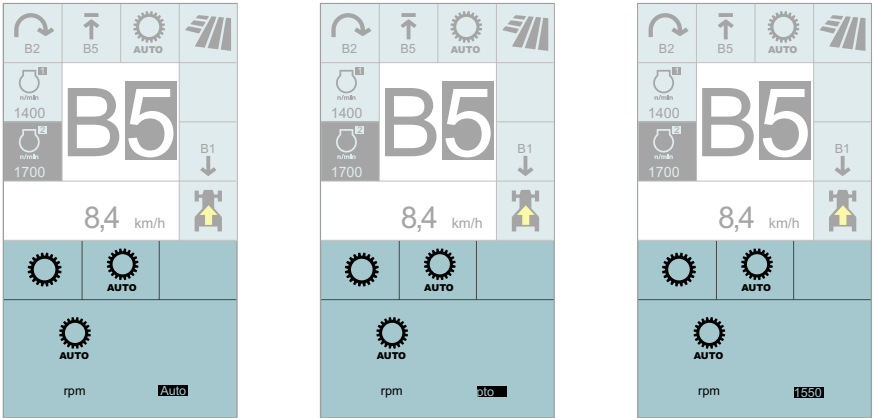 B2 B5 AUTO
1
n/min
1400
B5
2
n/min
1700
B1
8,4 km/h
AUTO
AUTO
rpm Auto
B2 B5 AUTO
1
n/min
1400
B5
2
n/min
1700
B1
8,4 km/h
AUTO
AUTO
rpm pto
B2 B5 AUTO
1
n/min
1400
B5
2
n/min
1700
B1
8,4 km/h
AUTO
AUTO
rpm 1550